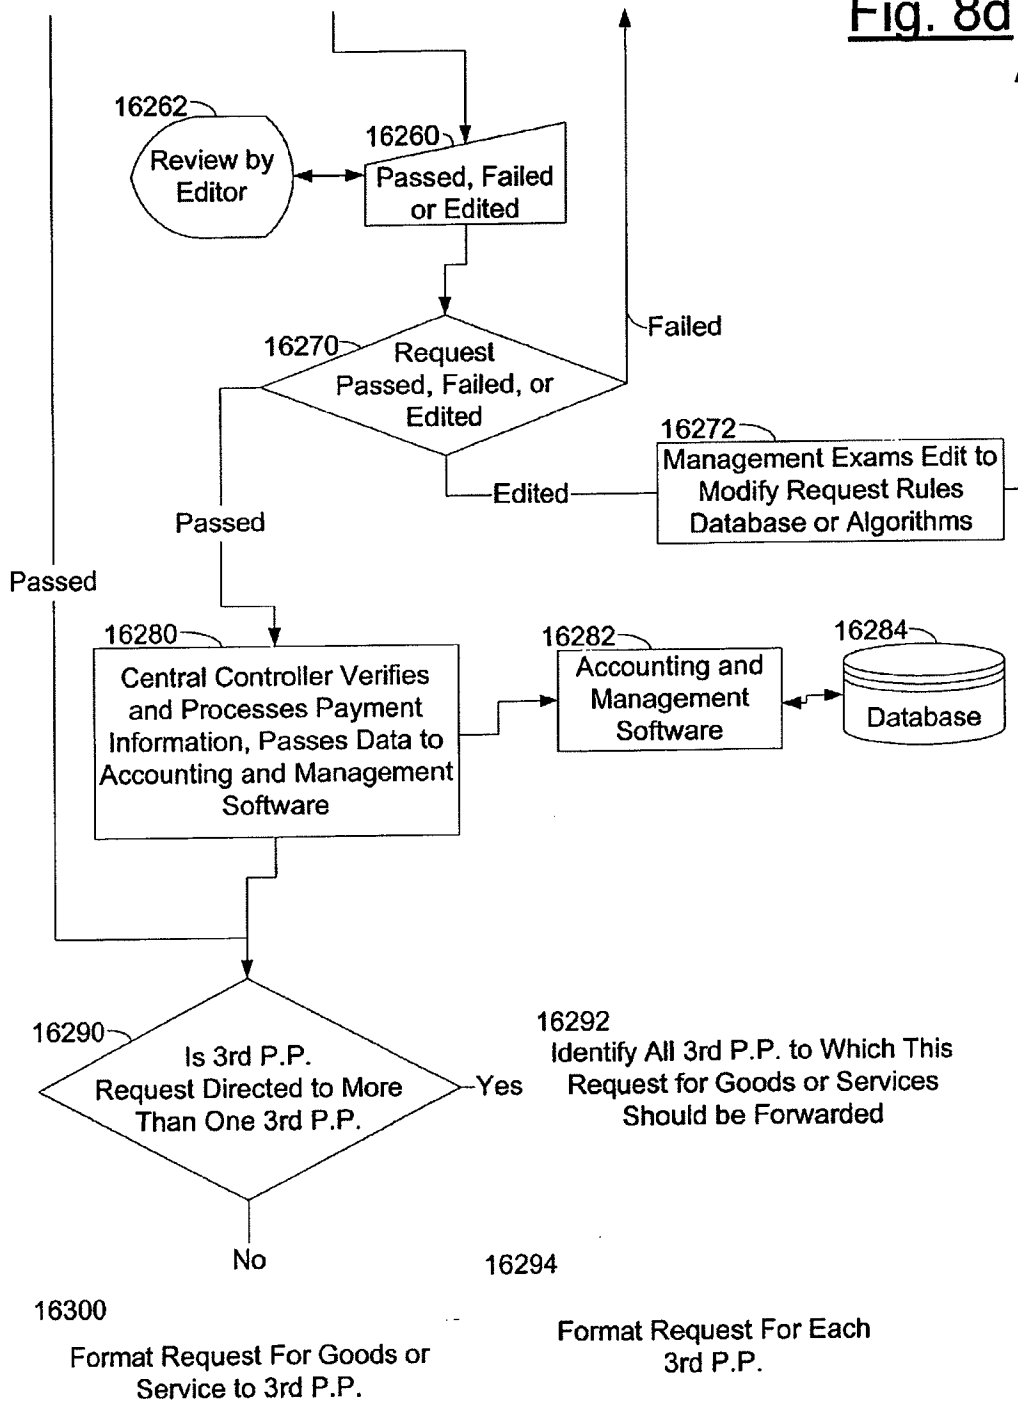 Fig. 8d
16262
Review by
Editor
16260
Passed, Failed
or Edited
16270
Request
Passed, Failed, or
Edited
Failed
16272
Management Exams Edit to
Modify Request Rules
Database or Algorithms
Edited
Passed
Passed
16280
Central Controller Verifies
and Processes Payment
Information, Passes Data to
Accounting and Management
Software
16282
Accounting and
Management
Software
16284
Database
16290
Is 3rd P.P.
Request Directed to More
Than One 3rd P.P.
Yes
16292
Identify All 3rd P.P. to Which This
Request for Goods or Services
Should be Forwarded
No
16294
Format Request For Each
3rd P.P.
16300
Format Request For Goods or
Service to 3rd P.P.